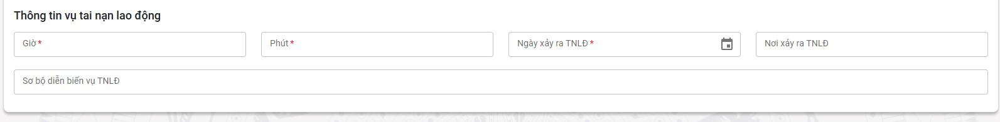 Thông tin vụ tai nạn lao động
Giờ * Phút * Ngày xảy ra TNLĐ * Nơi xảy ra TNLĐ
Sơ bộ diễn biến vụ TNLĐ